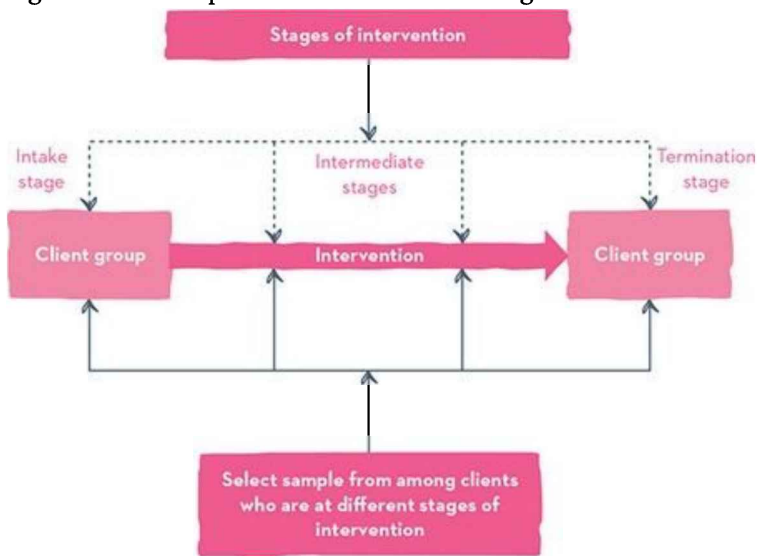 Stages of intervention
Intake
stage
Intermediate
stages
Termination
stage
Client group
Intervention
Client group
Select sample from among clients
who are at different stages of
intervention